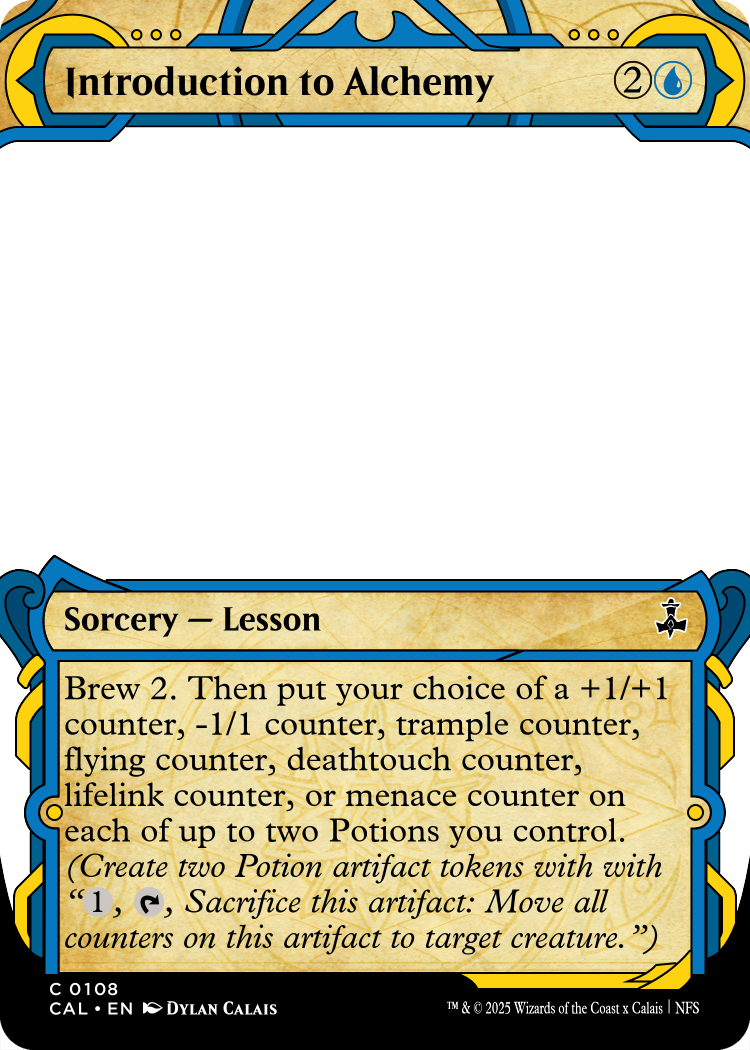 Introduction to Alchemy 2
Sorcery — Lesson
Brew 2. Then put your choice of a +1/+1
counter, -1/1 counter, trample counter,
flying counter, deathtouch counter,
lifelink counter, or menace counter on
each of up to two Potions you control.
(Create two Potion artifact tokens with with
“1, , Sacrifice this artifact: Move all
counters on this artifact to target creature.”)
C 0108
CAL • EN DYLAN CALAIS
™ & © 2025 Wizards of the Coast x Calais | NFS